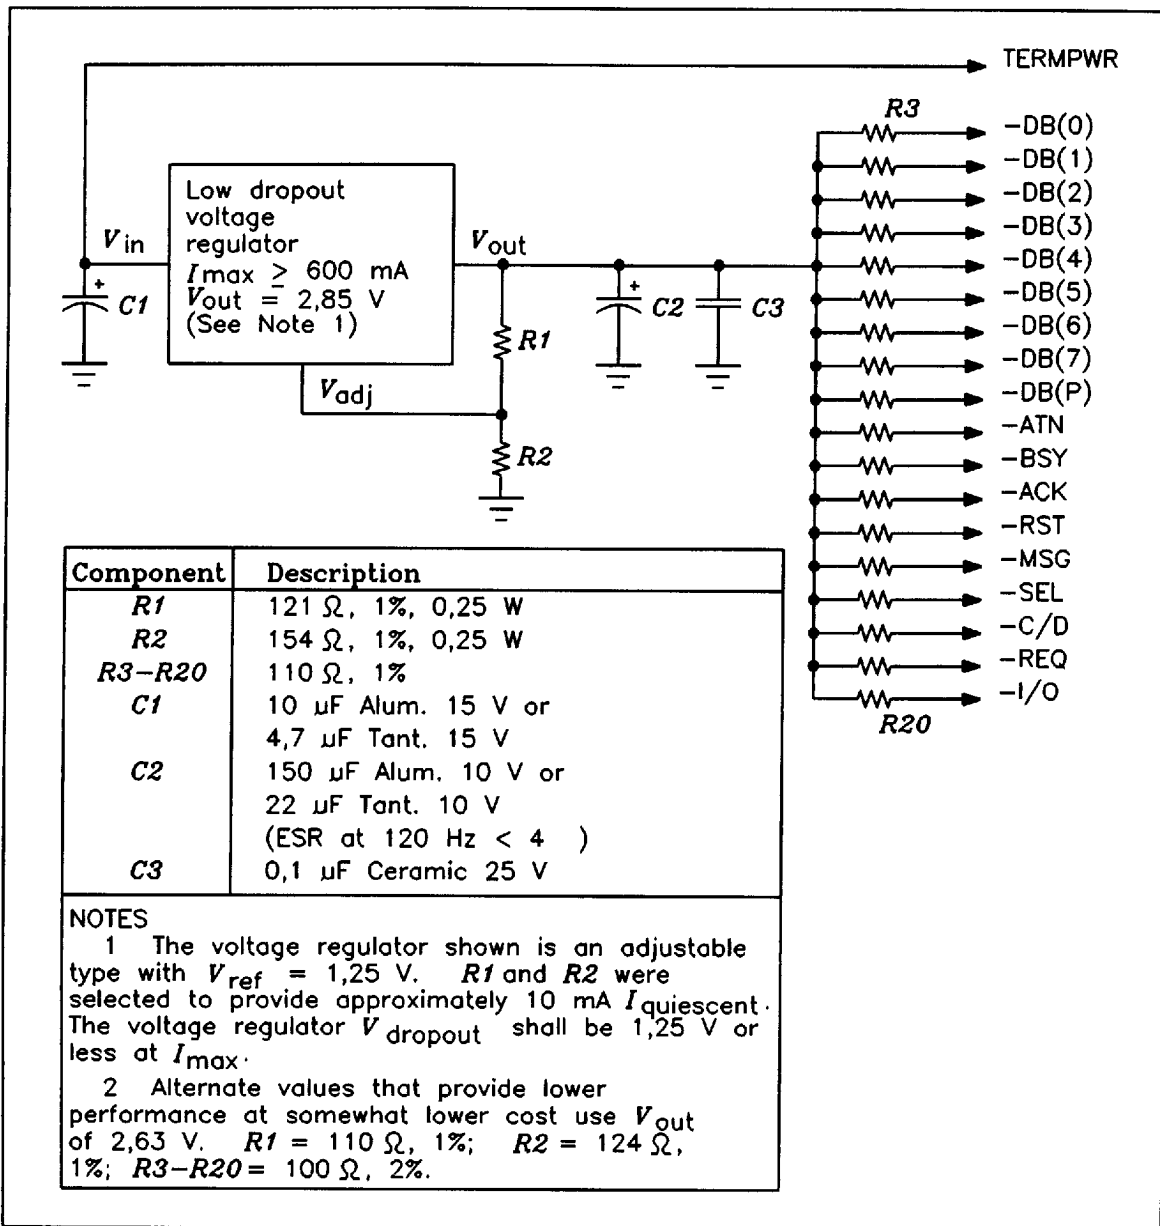 TERMPWR
R3
-DB(0)
-DB(1)
-DB(2)
-DB(3)
-DB(4)
-DB(5)
-DB(6)
-DB(7)
-DB(P)
-ATN
-BSY
-ACK
-RST
-MSG
-SEL
-C/D
-REQ
-I/O
R20
Vin
Low dropout
voltage
regulator
Imax ≥ 600 mA
Vout = 2,85 V
(See Note 1)
Vout
+
C1
+
C2
C3
R1
Vadj
R2
Component Description
R1 121 Ω, 1%, 0,25 W
R2 154 Ω, 1%, 0,25 W
R3-R20 110 Ω, 1%
C1 10 µF Alum. 15 V or
4,7 µF Tant. 15 V
C2 150 µF Alum. 10 V or
22 µF Tant. 10 V
(ESR at 120 Hz < 4 )
C3 0,1 µF Ceramic 25 V
NOTES
1 The voltage regulator shown is an adjustable
type with Vref = 1,25 V. R1 and R2 were
selected to provide approximately 10 mA Iquiescent.
The voltage regulator Vdropout shall be 1,25 V or
less at Imax.
2 Alternate values that provide lower
performance at somewhat lower cost use Vout
of 2,63 V. R1 = 110 Ω, 1%; R2 = 124 Ω,
1%; R3-R20 = 100 Ω, 2%.